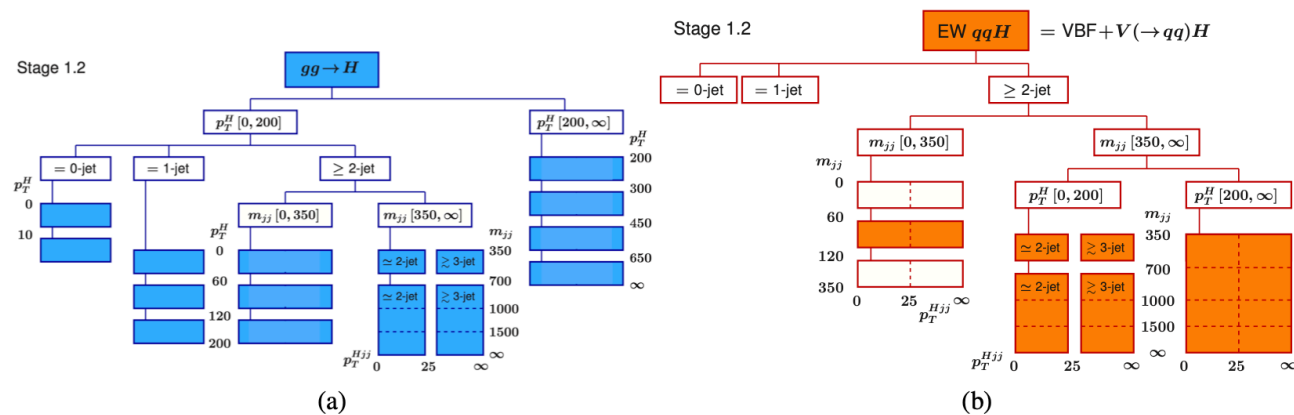 Stage 1.2
gg → H
p_T^H [0, 200]
p_T^H [200, ∞]
= 0-jet
= 1-jet
≥ 2-jet
p_T^H
200
300
450
650
∞
p_T^H
0
10
m_jj [0, 350]
m_jj [350, ∞]
p_T^H
0
60
120
200
m_jj
350
700
1000
1500
∞
≃ 2-jet
≳ 3-jet
≃ 2-jet
≳ 3-jet
p_T^Hjj
0
25
∞
(a)
Stage 1.2
EW qqH = VBF + V(→ qq)H
= 0-jet
= 1-jet
≥ 2-jet
m_jj [0, 350]
m_jj [350, ∞]
m_jj
0
60
120
350
0
25
∞
p_T^Hjj
p_T^H [0, 200]
p_T^H [200, ∞]
≃ 2-jet
≳ 3-jet
≃ 2-jet
≳ 3-jet
m_jj
350
700
1000
1500
∞
p_T^Hjj
0
25
∞
0
25
∞
(b)